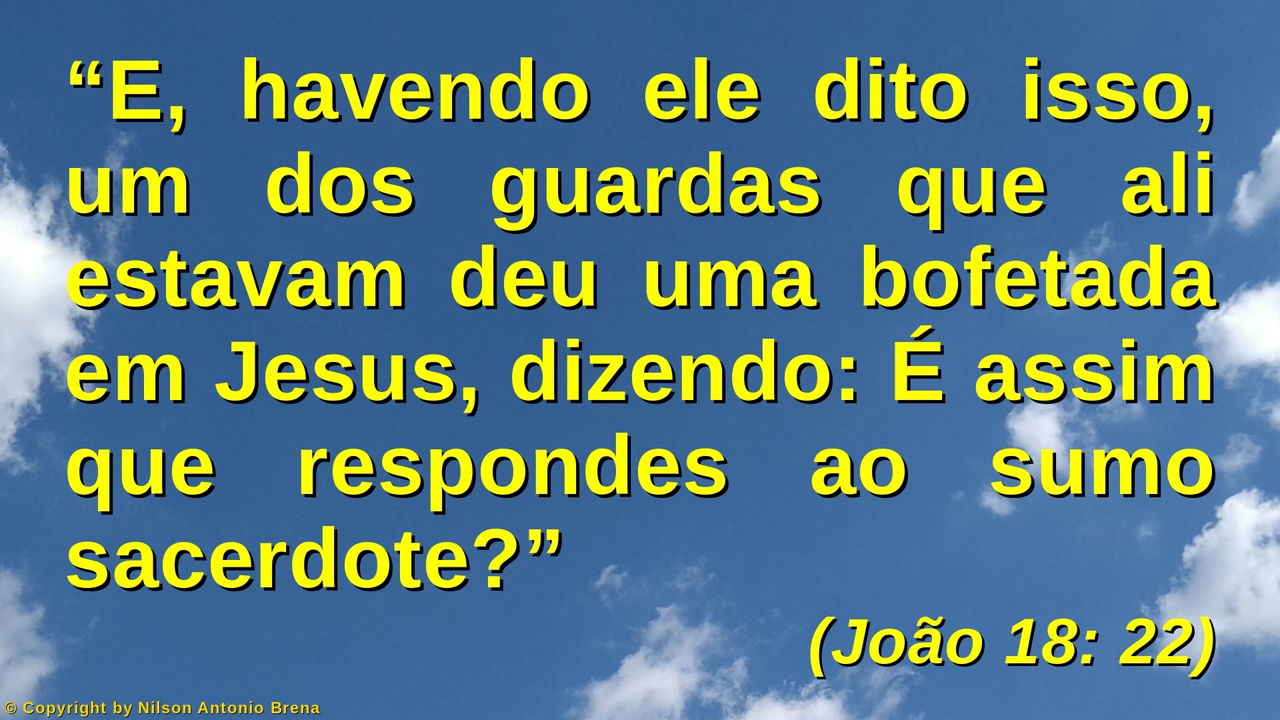 “E, havendo ele dito isso,
um dos guardas que ali
estavam deu uma bofetada
em Jesus, dizendo: É assim
que respondes ao sumo
sacerdote?”
(João 18: 22)
© Copyright by Nilson Antonio Brena